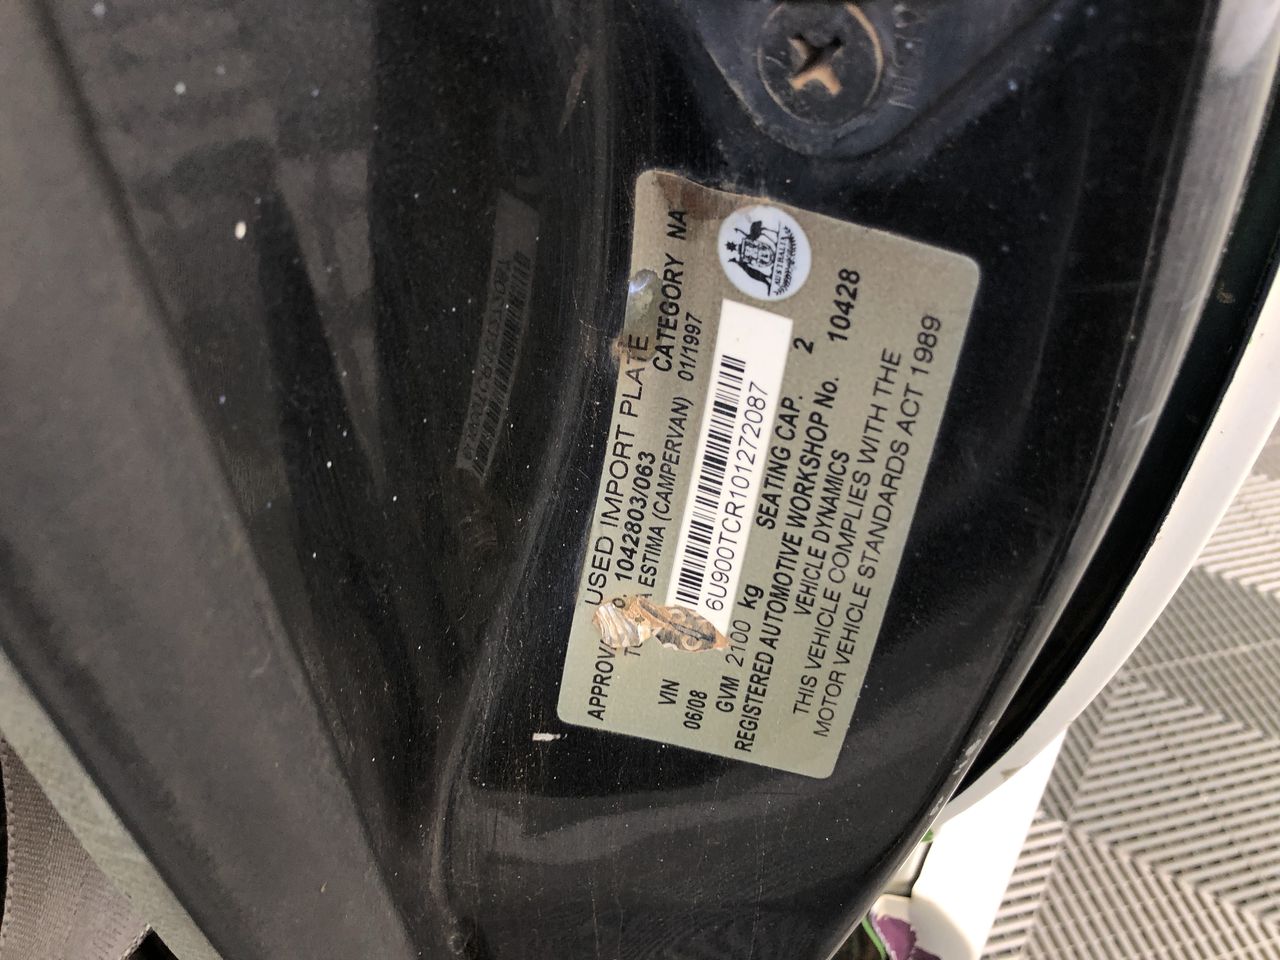 USED IMPORT PLATE
APPROV 1042803/063 CATEGORY NA
ESTIMA (CAMPERVAN) 01/1997
VIN 6U900TCR101272087
06/08
GVM 2100 kg SEATING CAP. 2
REGISTERED AUTOMOTIVE WORKSHOP No. 10428
VEHICLE DYNAMICS
THIS VEHICLE COMPLIES WITH THE
MOTOR VEHICLE STANDARDS ACT 1989
AUSTRALIA